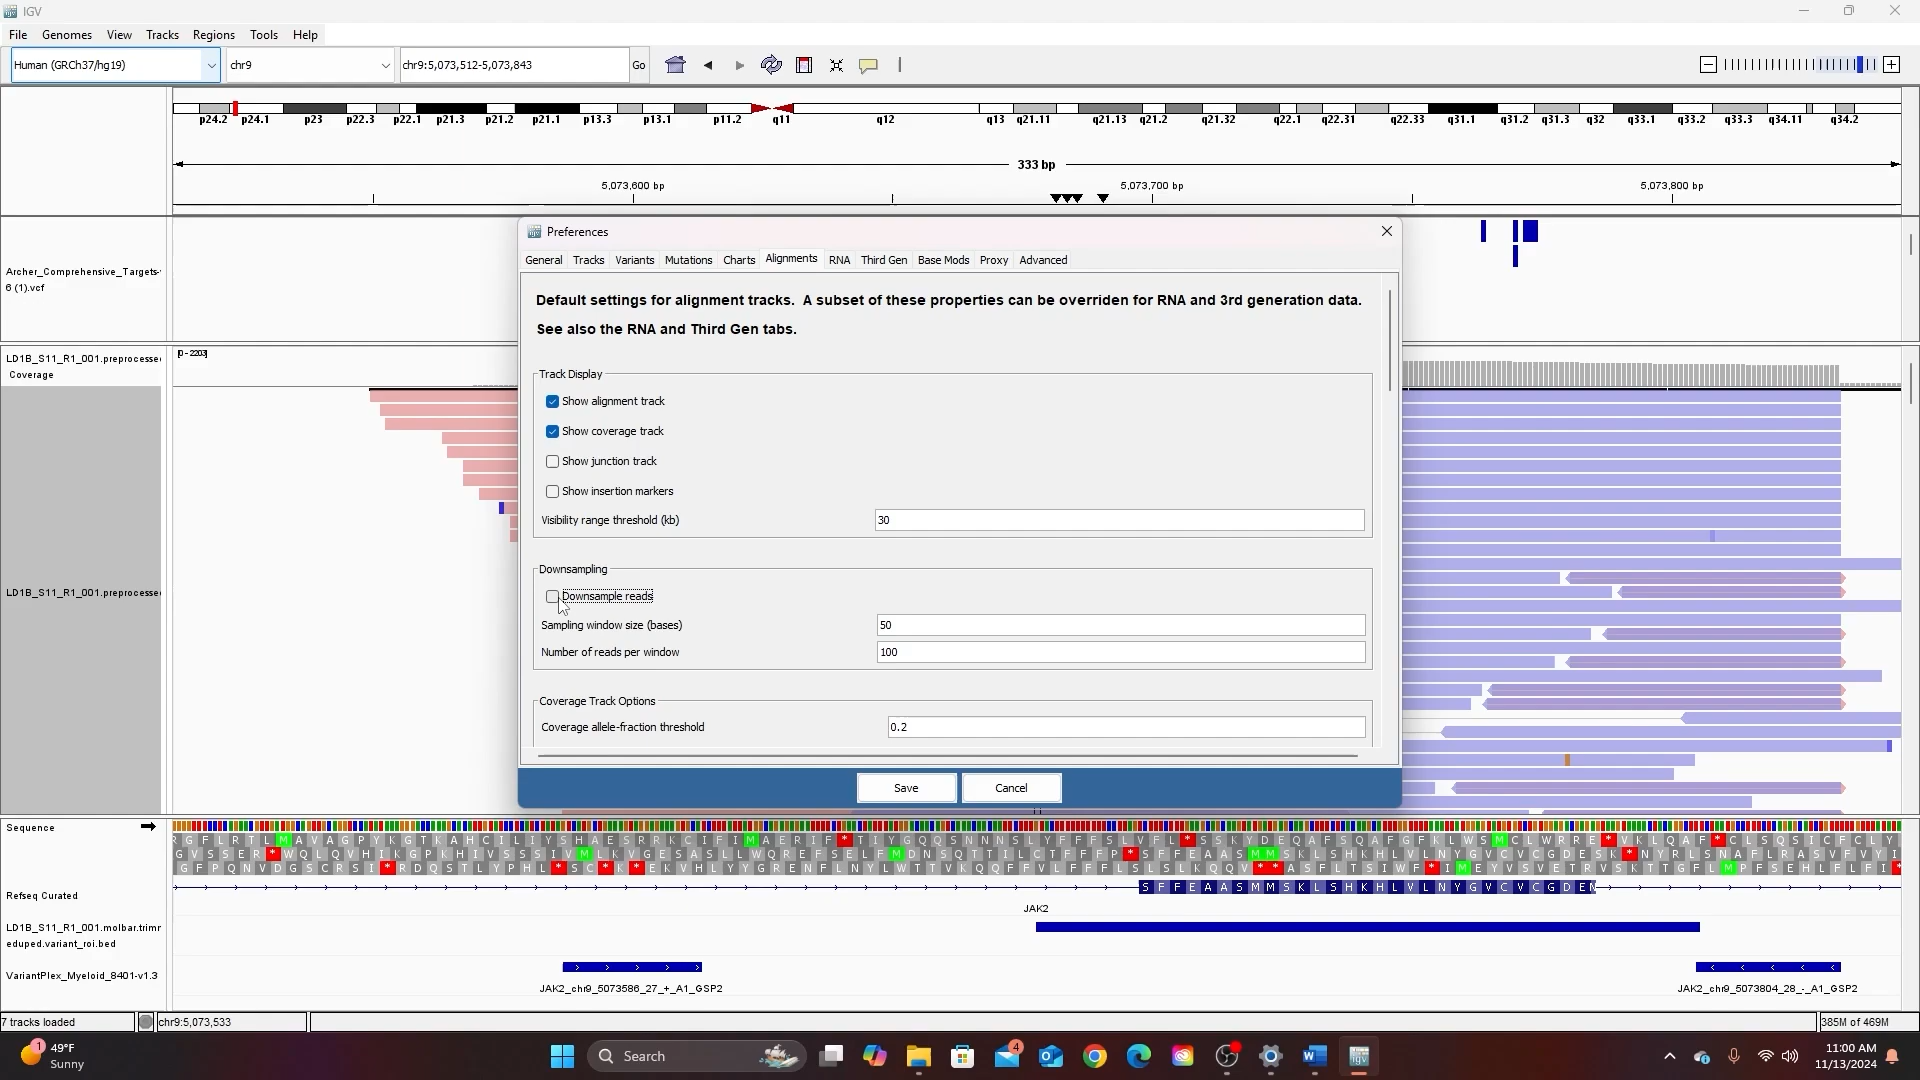 IGV
File Genomes View Tracks Regions Tools Help
Human (GRCh37/hg19) chr9 chr9:5,073,512-5,073,843 Go
p24.2 p24.1 p23 p22.3 p22.1 p21.3 p21.2 p21.1 p13.3 p13.1 p11.2 q11 q12 q13 q21.11 q21.13 q21.2 q21.32 q22.1 q22.31 q22.33 q31.1 q31.2 q31.3 q32 q33.1 q33.2 q33.3 q34.11 q34.2
333 bp
5,073,600 bp 5,073,700 bp 5,073,800 bp
Archer_Comprehensive_Targets-
6 (1).vcf
LD1B_S11_R1_001.preprocesse
Coverage
[0 - 2203]
LD1B_S11_R1_001.preprocesse
Preferences
General Tracks Variants Mutations Charts Alignments RNA Third Gen Base Mods Proxy Advanced
Default settings for alignment tracks. A subset of these properties can be overriden for RNA and 3rd generation data.
See also the RNA and Third Gen tabs.
Track Display
Show alignment track
Show coverage track
Show junction track
Show insertion markers
Visibility range threshold (kb) 30
Downsampling
Downsample reads
Sampling window size (bases) 50
Number of reads per window 100
Coverage Track Options
Coverage allele-fraction threshold 0.2
Save Cancel
Sequence
Refseq Curated
S F F E A A S M M S K L S H K H L V L N Y G V C V C G D E N
JAK2
LD1B_S11_R1_001.molbar.trimr
eduped.variant_roi.bed
VariantPlex_Myeloid_8401-v1.3
JAK2_chr9_5073586_27_+_A1_GSP2 JAK2_chr9_5073804_28_-_A1_GSP2
7 tracks loaded chr9:5,073,533 385M of 469M
1 49°F
Sunny
Search
4
11:00 AM
11/13/2024